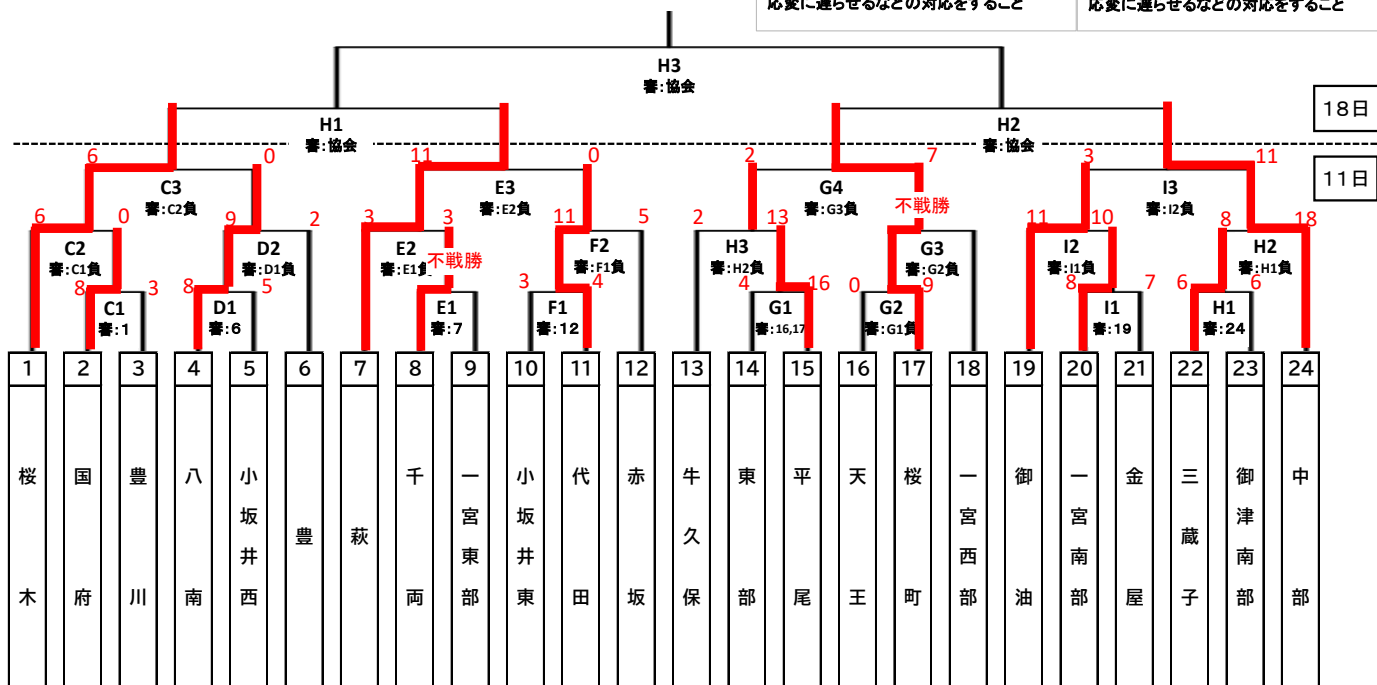 応変に遅らせるなどの対応をすること 応変に遅らせるなどの対応をすること
H3
審:協会
18日
H1 H2
審:協会 審:協会
11日
6 0 11 0 2 7 3 11
C3 E3 G4 I3
審:C2負 審:E2負 審:G3負 審:I2負
不戦勝
6 0 9 2 3 3 11 5 2 13 11 10 8 18
C2 D2 E2 F2 H3 G3 I2 H2
審:C1負 審:D1負 審:E1負 審:F1負 審:H2負 審:G2負 審:I1負 審:H1負
不戦勝
8 3 8 5 3 4 4 16 0 9 8 7 6 6
C1 D1 E1 F1 G1 G2 I1 H1
審:1 審:6 審:7 審:12 審:16,17 審:G1負 審:19 審:24
1 2 3 4 5 6 7 8 9 10 11 12 13 14 15 16 17 18 19 20 21 22 23 24
桜木
国府
豊川
八南
小坂井西
豊
萩
千両
一宮東部
小坂井東
代田
赤坂
牛久保
東部
平尾
天王
桜町
一宮西部
御油
一宮南部
金屋
三蔵子
御津南部
中部